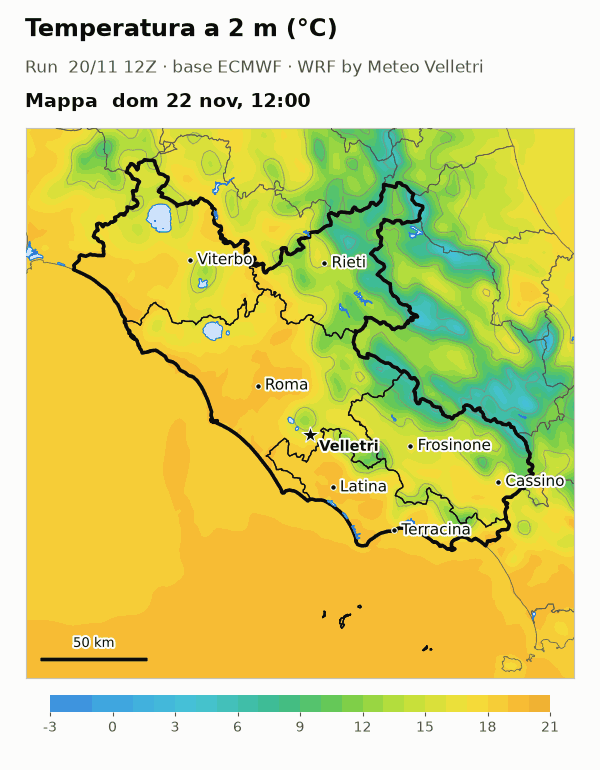 Temperatura a 2 m (°C)
Run  20/11 12Z · base ECMWF · WRF by Meteo Velletri
Mappa  dom 22 nov, 12:00
Viterbo
Rieti
Roma
Velletri
Frosinone
Cassino
Latina
Terracina
50 km
-3 0 3 6 9 12 15 18 21